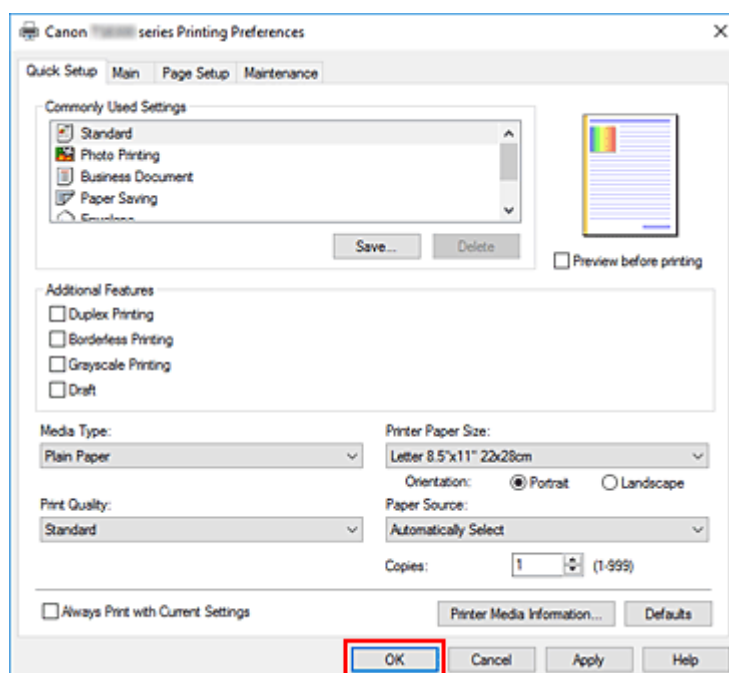 Canon series Printing Preferences
Quick Setup Main Page Setup Maintenance
Commonly Used Settings
Standard
Photo Printing
Business Document
Paper Saving
Save... Delete
Preview before printing
Additional Features
Duplex Printing
Borderless Printing
Grayscale Printing
Draft
Media Type: Printer Paper Size:
Plain Paper Letter 8.5"x11" 22x28cm
Orientation: Portrait Landscape
Print Quality: Paper Source:
Standard Automatically Select
Copies: 1 (1-999)
Always Print with Current Settings Printer Media Information... Defaults
OK Cancel Apply Help